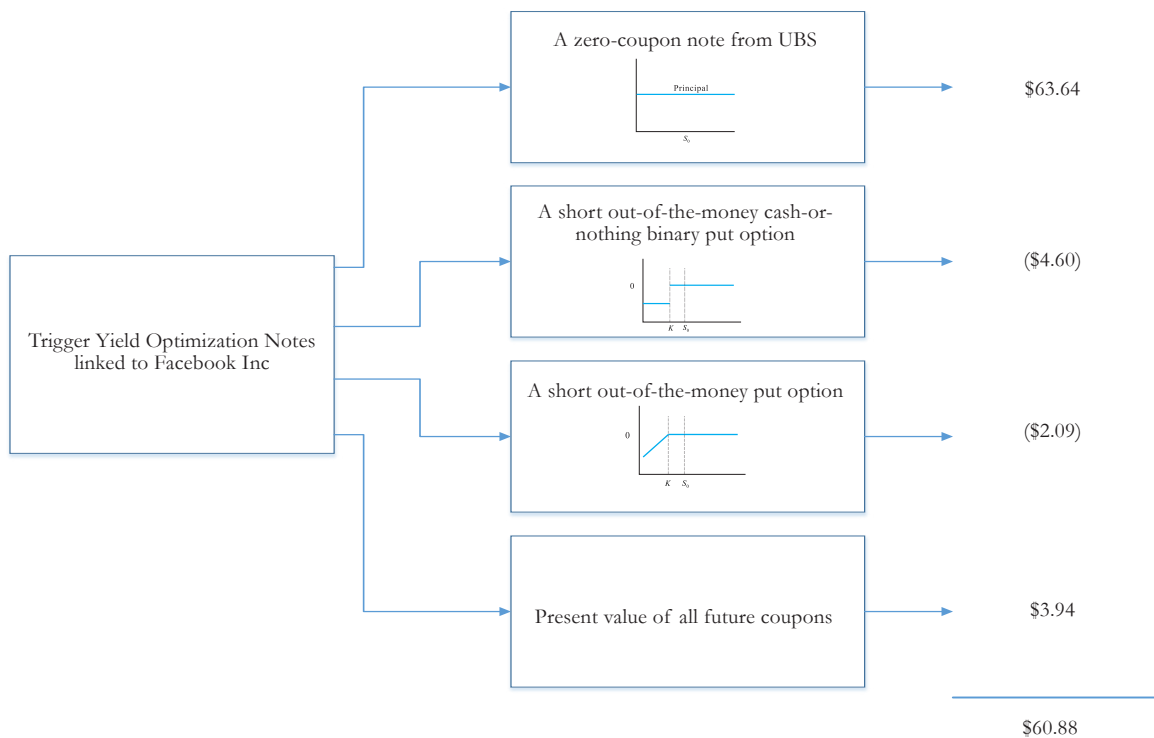 A zero-coupon note from UBS
Principal
S0
$63.64
A short out-of-the-money cash-or-
nothing binary put option
0
K S0
($4.60)
Trigger Yield Optimization Notes
linked to Facebook Inc
A short out-of-the-money put option
0
K S0
($2.09)
Present value of all future coupons
$3.94
$60.88